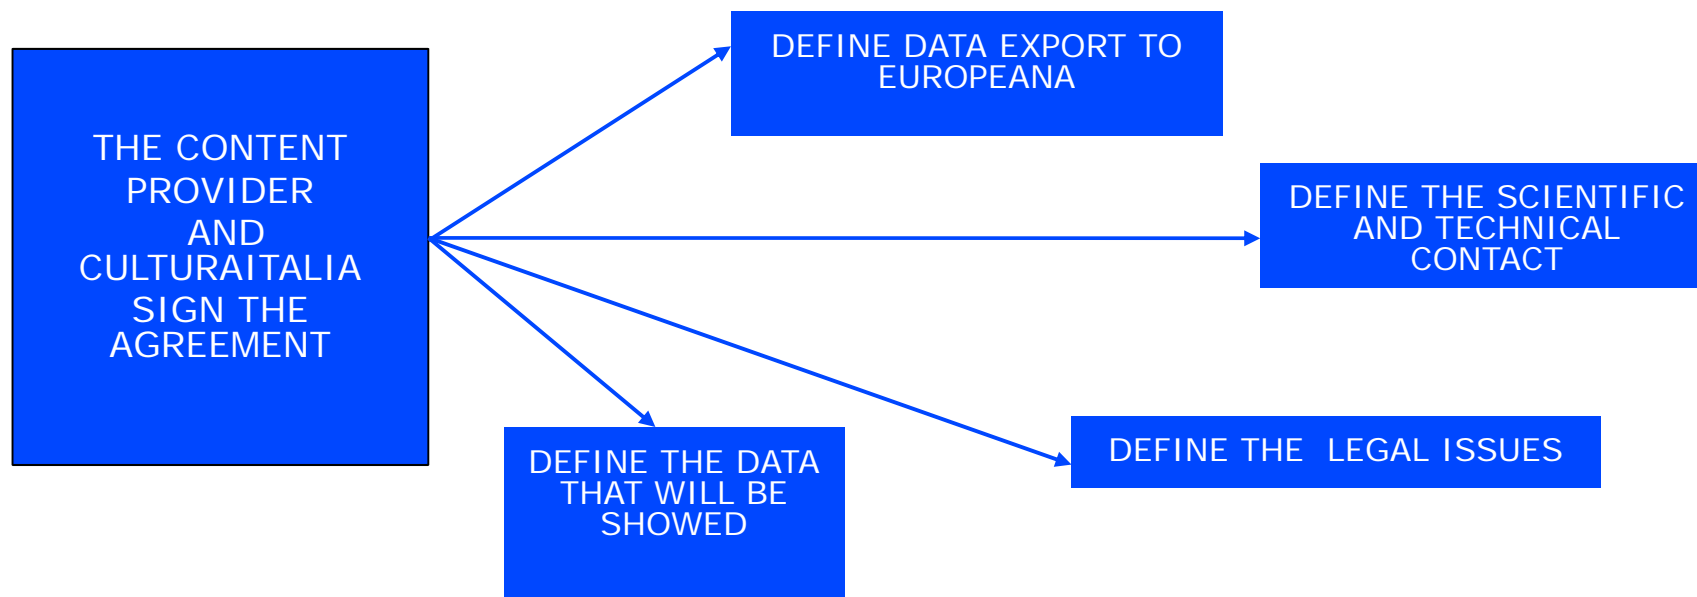 THE CONTENT
PROVIDER
AND
CULTURAITALIA
SIGN THE
AGREEMENT
DEFINE DATA EXPORT TO
EUROPEANA
DEFINE THE SCIENTIFIC
AND TECHNICAL
CONTACT
DEFINE THE LEGAL ISSUES
DEFINE THE DATA
THAT WILL BE
SHOWED